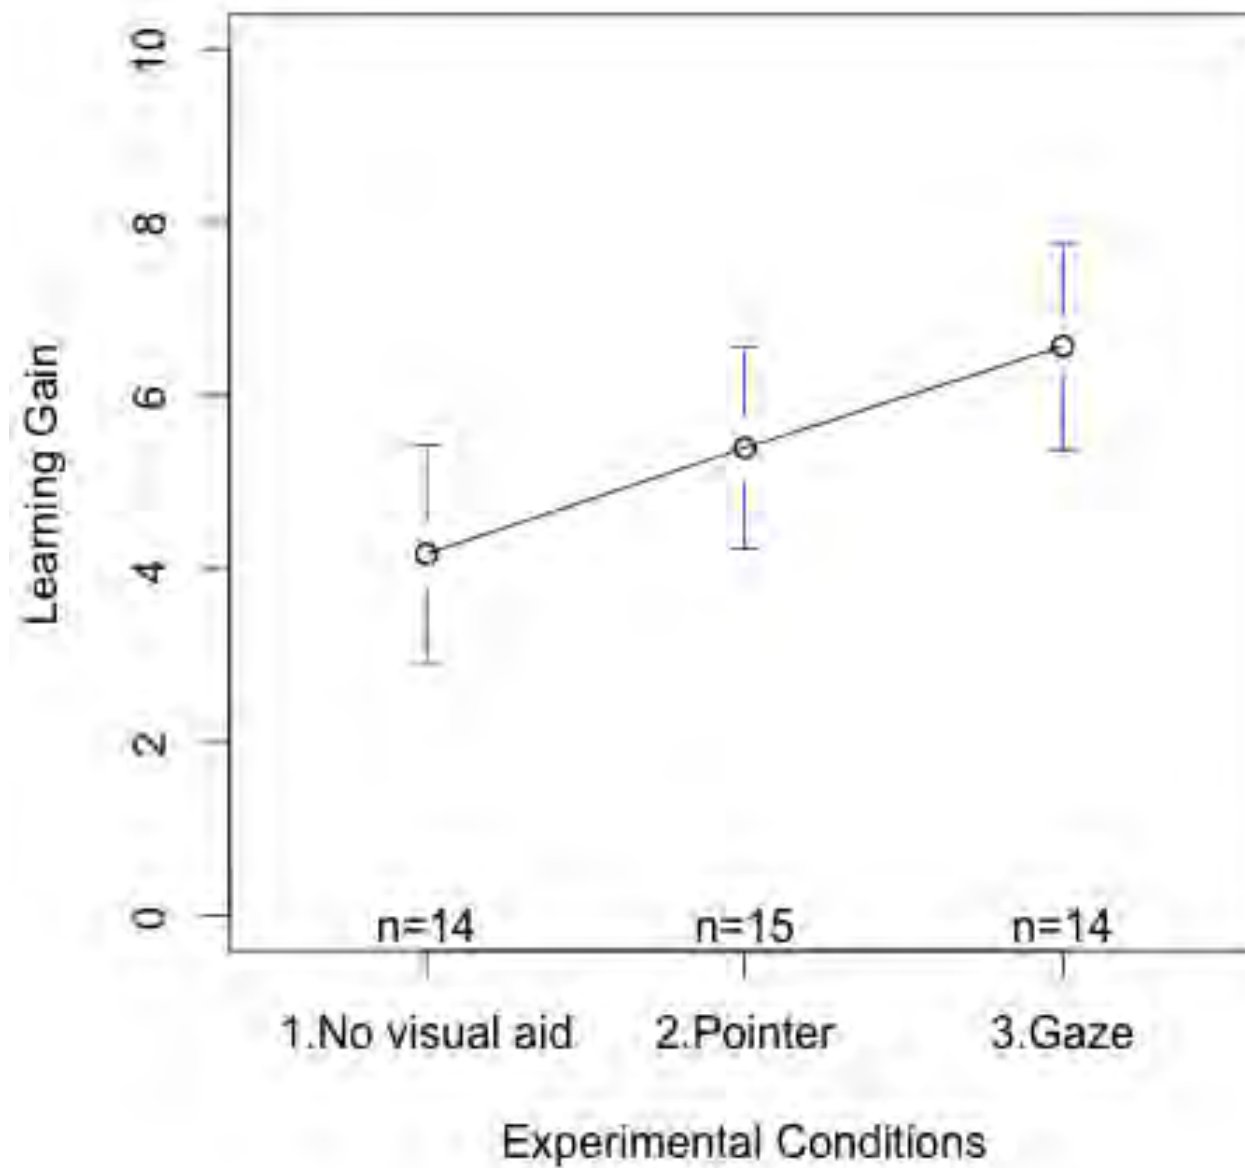 10
8
6
4
2
0
Learning Gain
n=14 n=15 n=14
1.No visual aid 2.Pointer 3.Gaze
Experimental Conditions